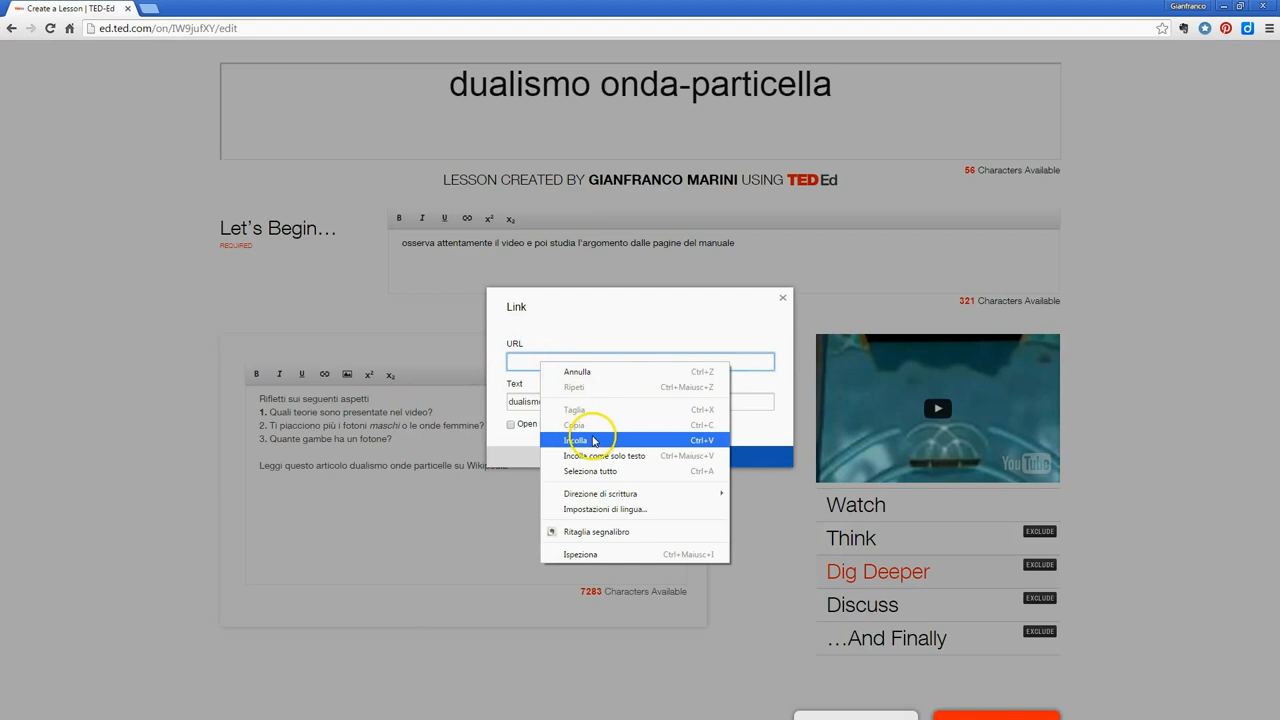 Create a Lesson | TED-Ed
Gianfranco
ed.ted.com/on/IW9jufXY/edit
dualismo onda-particella
56 Characters Available
LESSON CREATED BY GIANFRANCO MARINI USING TEDEd
Let's Begin…
REQUIRED
B I U x² x₂
osserva attentamente il video e poi studia l'argomento dalle pagine del manuale
321 Characters Available
Link
URL
Text
dualismo
Open
B I U x² x₂
Rifletti sui seguenti aspetti
1. Quali teorie sono presentate nel video?
2. Ti piacciono più i fotoni maschi o le onde femmine?
3. Quante gambe ha un fotone?
Leggi questo articolo dualismo onde particelle su Wikipedia
7283 Characters Available
Annulla Ctrl+Z
Ripeti Ctrl+Maiusc+Z
Taglia Ctrl+X
Copia Ctrl+C
Incolla Ctrl+V
Incolla come solo testo Ctrl+Maiusc+V
Seleziona tutto Ctrl+A
Direzione di scrittura
Impostazioni di lingua...
Ritaglia segnalibro
Ispeziona Ctrl+Maiusc+I
YouTube
Watch
Think EXCLUDE
Dig Deeper EXCLUDE
Discuss EXCLUDE
…And Finally EXCLUDE